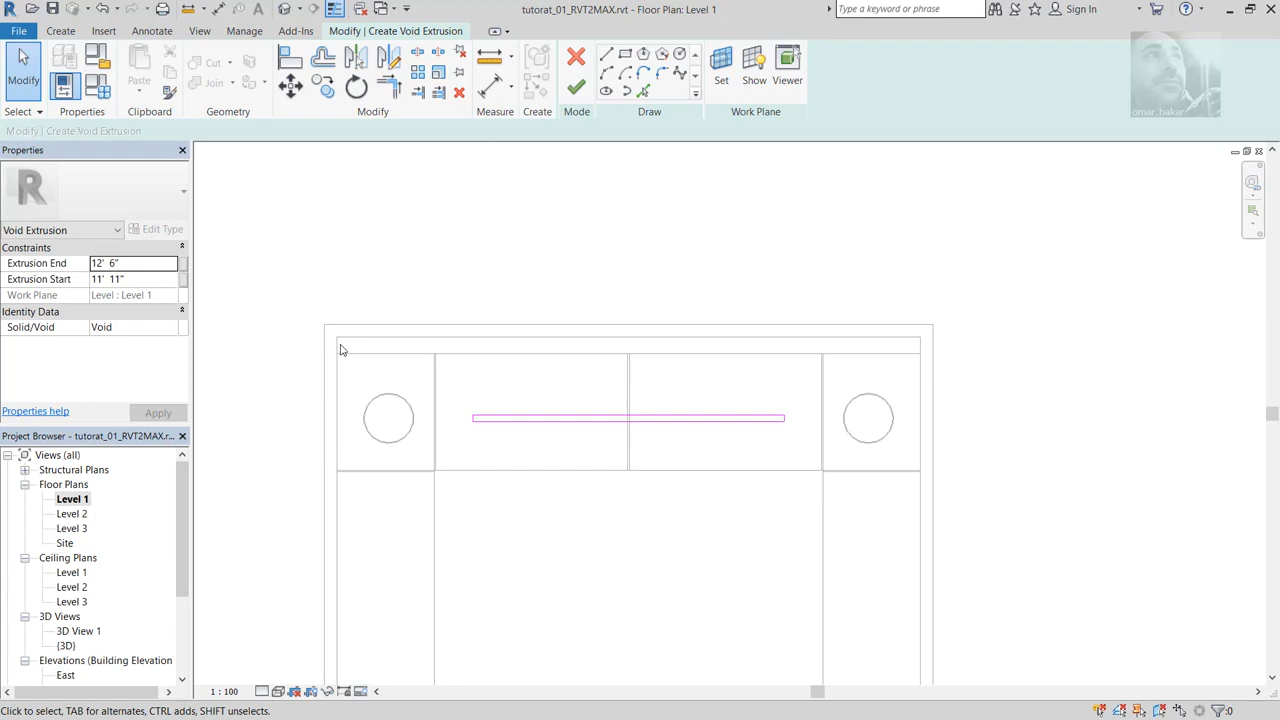 tutorat_01_RVT2MAX.rvt - Floor Plan: Level 1
Type a keyword or phrase
Sign In
File
Create
Insert
Annotate
View
Manage
Add-Ins
Modify | Create Void Extrusion
Modify
Paste
Cut
Join
Set
Show
Viewer
Select
Properties
Clipboard
Geometry
Modify
Measure
Create
Mode
Draw
Work Plane
omar_bakar
Modify | Create Void Extrusion
Properties
R
Void Extrusion
Edit Type
Constraints
Extrusion End
12' 6"
Extrusion Start
11' 11"
Work Plane
Level : Level 1
Identity Data
Solid/Void
Void
Properties help
Apply
Project Browser - tutorat_01_RVT2MAX.r...
Views (all)
Structural Plans
Floor Plans
Level 1
Level 2
Level 3
Site
Ceiling Plans
Level 1
Level 2
Level 3
3D Views
3D View 1
{3D}
Elevations (Building Elevation
East
1 : 100
Click to select, TAB for alternates, CTRL adds, SHIFT unselects.
:0